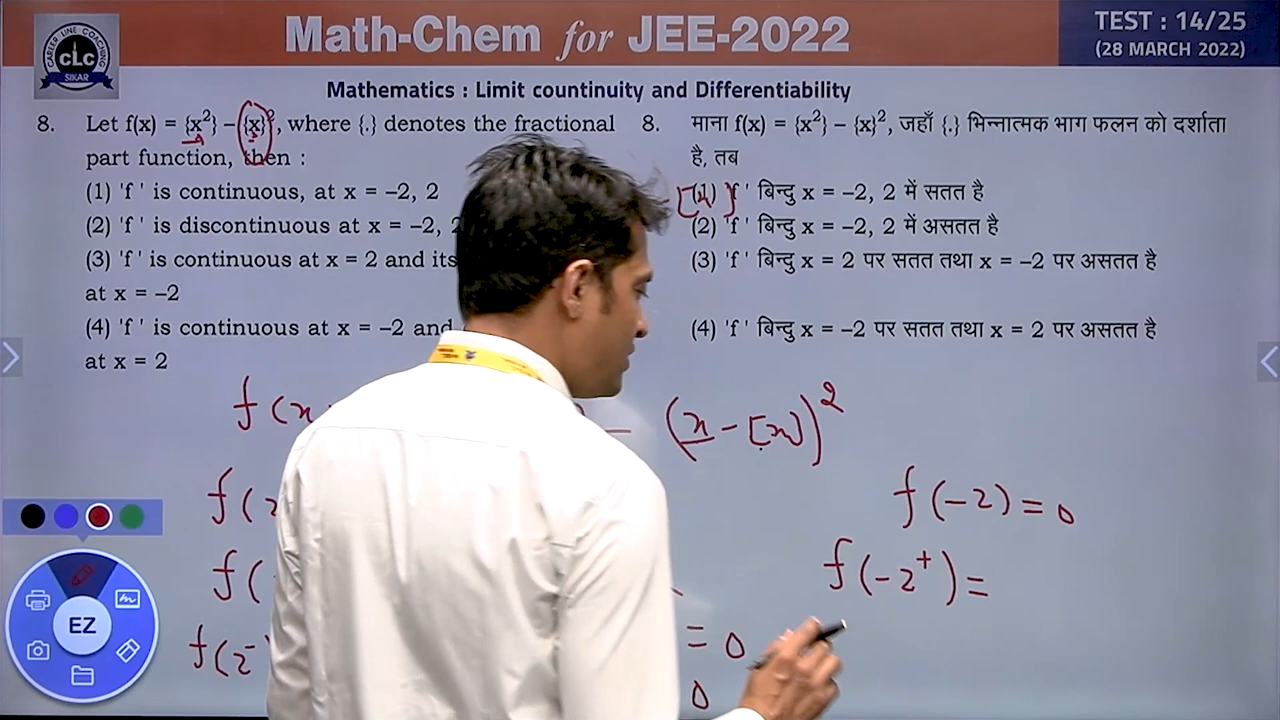 CAREER LINE COACHING
CLC
SIKAR
Math-Chem for JEE-2022
TEST : 14/25
(28 MARCH 2022)
Mathematics : Limit countinuity and Differentiability
8. Let f(x) = {x²} – {x}², where {.} denotes the fractional
part function, then :
(1) 'f ' is continuous, at x = –2, 2
(2) 'f ' is discontinuous at x = –2,
(3) 'f ' is continuous at x = 2 and its
at x = –2
(4) 'f ' is continuous at x = –2 and
at x = 2
8. माना f(x) = {x²} – {x}², जहाँ {.} भिन्नात्मक भाग फलन को दर्शाता
है, तब
[x]
(1) 'f ' बिन्दु x = –2, 2 में सतत है
(2) 'f ' बिन्दु x = –2, 2 में असतत है
(3) 'f ' बिन्दु x = 2 पर सतत तथा x = –2 पर असतत है
(4) 'f ' बिन्दु x = –2 पर सतत तथा x = 2 पर असतत है
f(x – (x – [x])²
f(2
f(
f(2⁻) = 0
0
f(–2) = 0
f(–2⁺) =
EZ